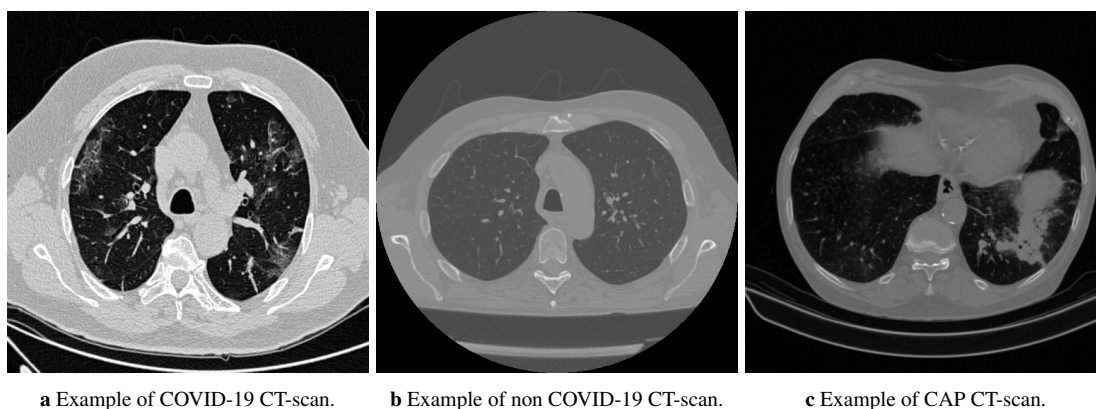 a Example of COVID-19 CT-scan.
b Example of non COVID-19 CT-scan.
c Example of CAP CT-scan.